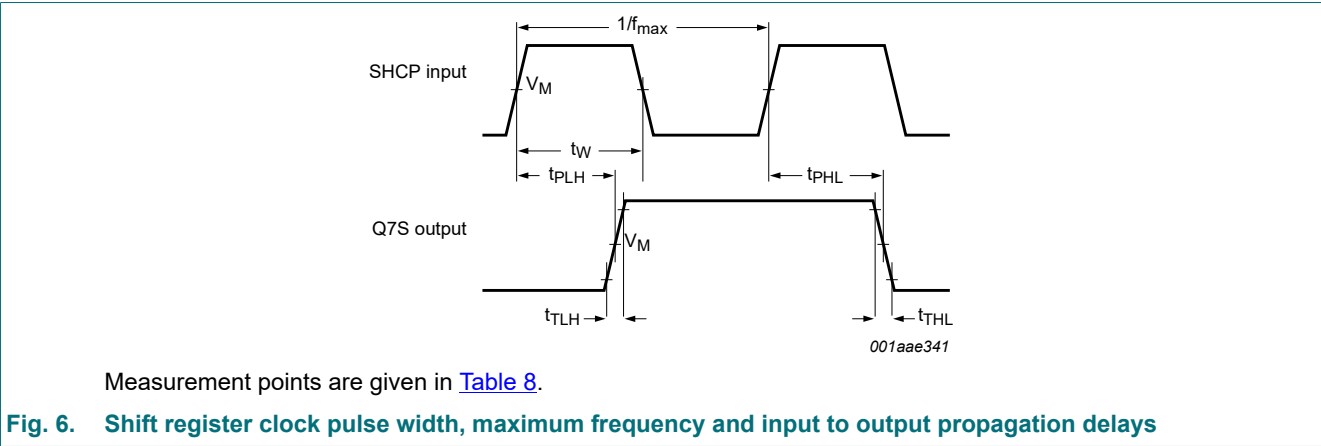 1/fmax
SHCP input
VM
tW
tPLH
tPHL
Q7S output
VM
tTLH
tTHL
001aae341
Measurement points are given in Table 8.
Fig. 6. Shift register clock pulse width, maximum frequency and input to output propagation delays